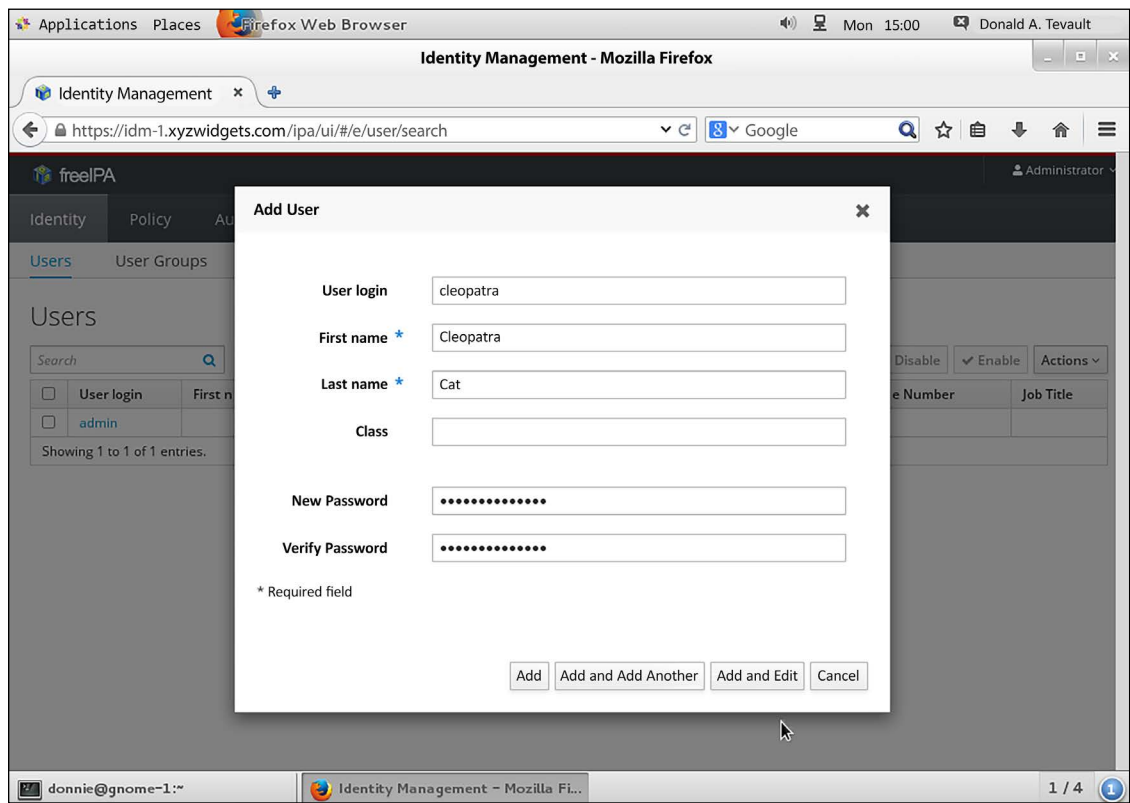 Applications Places Firefox Web Browser Mon 15:00 Donald A. Tevault
Identity Management - Mozilla Firefox
Identity Management
https://idm-1.xyzwidgets.com/ipa/ui/#/e/user/search Google
freeIPA Administrator
Identity Policy Au
Users User Groups
Users
Search Disable Enable Actions
User login First n e Number Job Title
admin
Showing 1 to 1 of 1 entries.
Add User
User login cleopatra
First name * Cleopatra
Last name * Cat
Class
New Password ••••••••••••••
Verify Password ••••••••••••••
* Required field
Add Add and Add Another Add and Edit Cancel
donnie@gnome-1:~ Identity Management - Mozilla Fi... 1 / 4 1